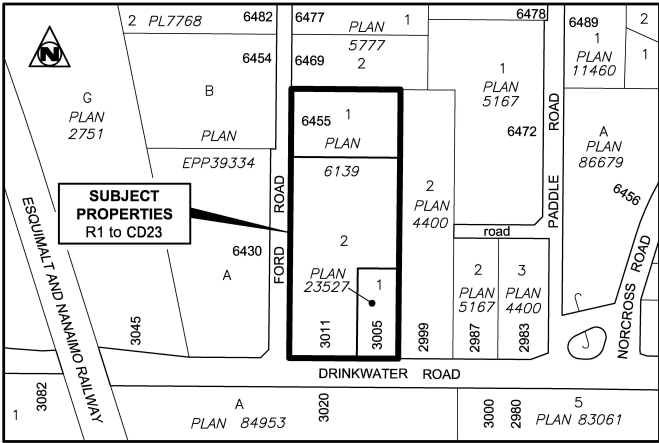 2 PL7768
6482
6477
PLAN
5777
1
6478
6489
2
1
PLAN
11460
1
N
6454
6469
2
G
PLAN
2751
B
PLAN
EPP39334
6455
1
PLAN
6139
1
PLAN
5167
6472
ROAD
PADDLE
A
PLAN
86679
6456
SUBJECT
PROPERTIES
R1 to CD23
FORD ROAD
2
PLAN
4400
road
ESQUIMALT AND NANAIMO RAILWAY
6430
A
2
PLAN
23527
1
2
PLAN
5167
3
PLAN
4400
NORCROSS ROAD
3045
3011
3005
2999
2987
2983
DRINKWATER ROAD
1
3082
A
PLAN 84953
3020
3000
2980
5
PLAN 83061